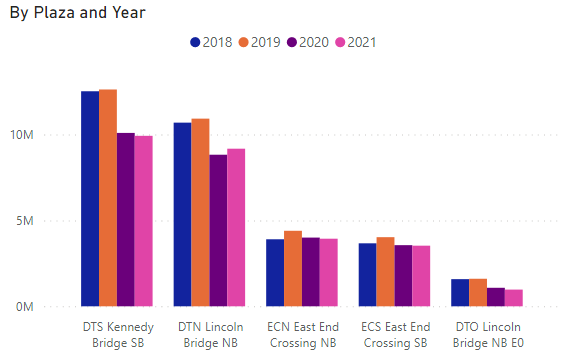 By Plaza and Year
2018 2019 2020 2021
10M
5M
0M
DTS Kennedy
Bridge SB
DTN Lincoln
Bridge NB
ECN East End
Crossing NB
ECS East End
Crossing SB
DTO Lincoln
Bridge NB E0